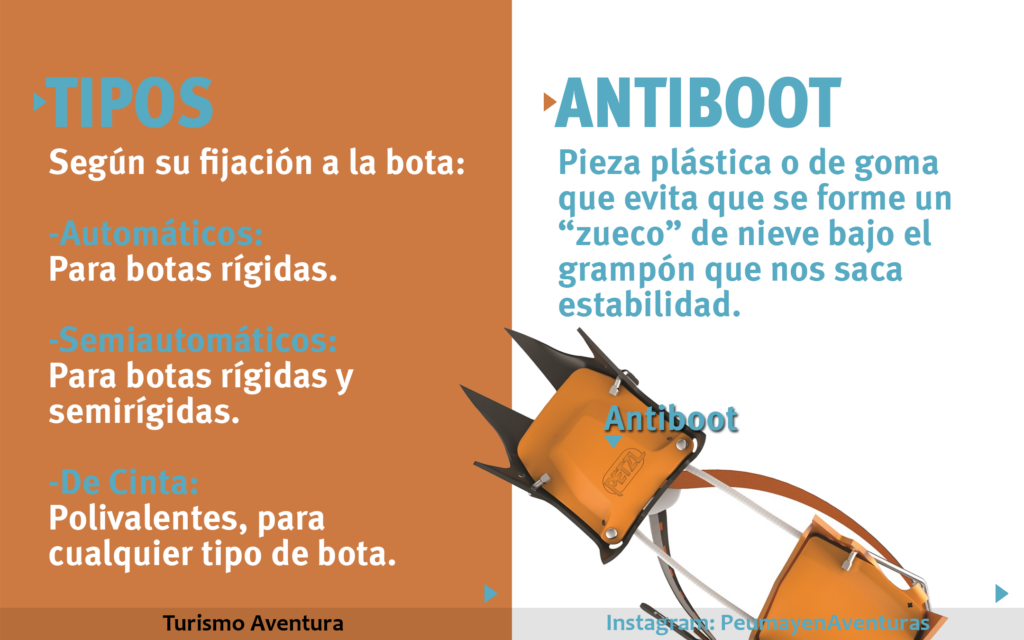 TIPOS
Según su fijación a la bota:
-Automáticos:
Para botas rígidas.
-Semiautomáticos:
Para botas rígidas y
semirígidas.
-De Cinta:
Polivalentes, para
cualquier tipo de bota.
Turismo Aventura
ANTIBOOT
Pieza plástica o de goma
que evita que se forme un
“zueco” de nieve bajo el
grampón que nos saca
estabilidad.
Antiboot
PETZL
Instagram: PeumayenAventuras